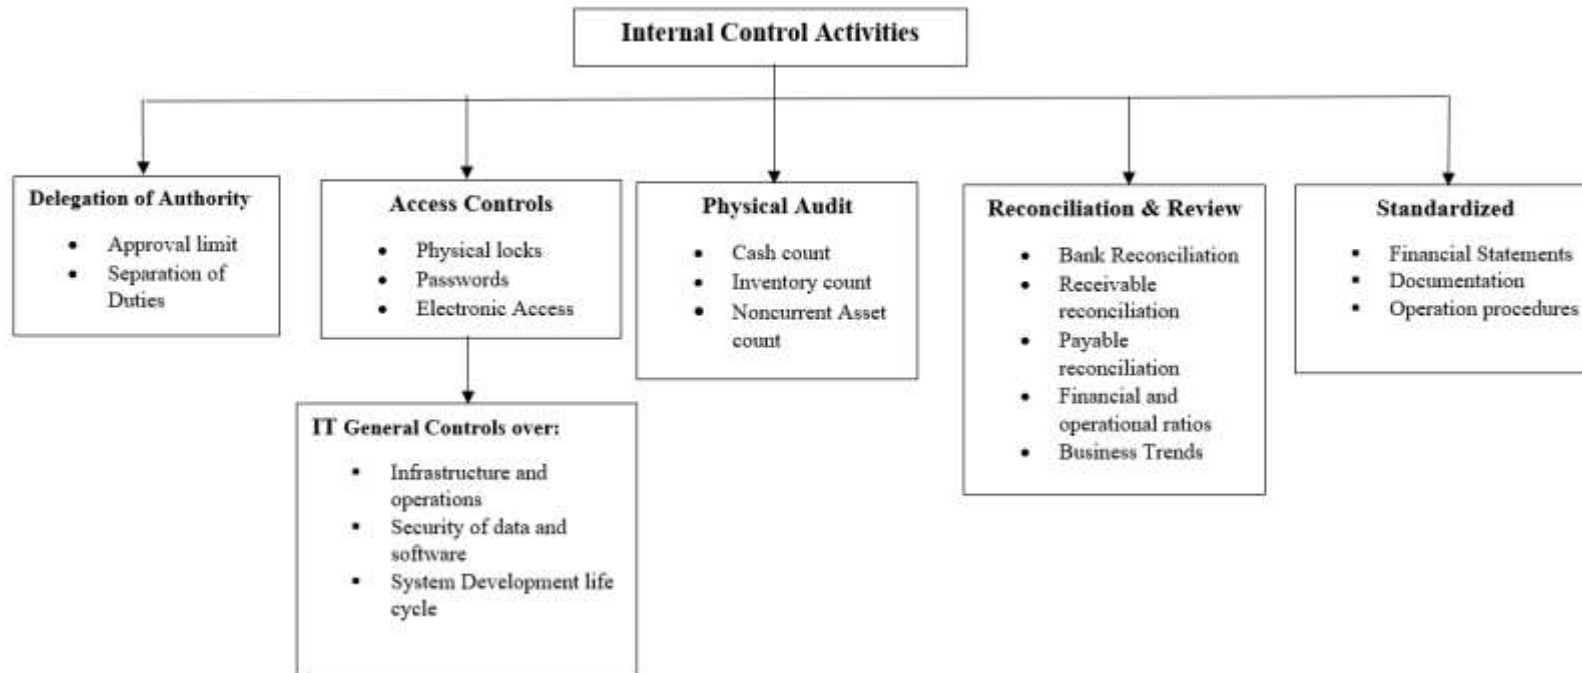 Internal Control Activities
Delegation of Authority
• Approval limit
• Separation of
Duties
Access Controls
• Physical locks
• Passwords
• Electronic Access
Physical Audit
• Cash count
• Inventory count
• Noncurrent Asset
count
Reconciliation & Review
• Bank Reconciliation
• Receivable
reconciliation
• Payable
reconciliation
• Financial and
operational ratios
• Business Trends
Standardized
▪ Financial Statements
▪ Documentation
▪ Operation procedures
IT General Controls over:
▪ Infrastructure and
operations
▪ Security of data and
software
▪ System Development life
cycle